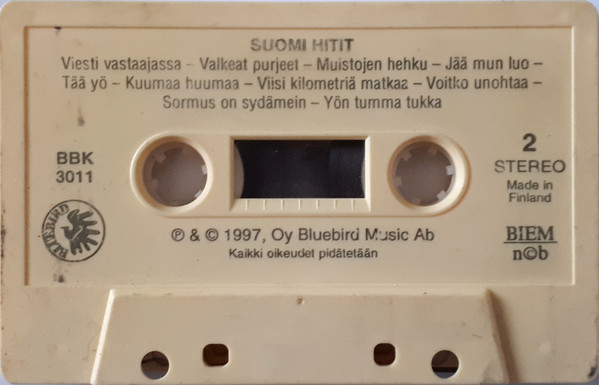 SUOMI HITIT
Viesti vastaajassa – Valkeat purjeet – Muistojen hehku – Jää mun luo –
Tää yö – Kuumaa huumaa – Viisi kilometriä matkaa – Voitko unohtaa –
Sormus on sydämein – Yön tumma tukka
BBK
3011
2
STEREO
Made in
Finland
BLUEBIRD
℗ & © 1997, Oy Bluebird Music Ab
Kaikki oikeudet pidätetään
BIEM
n©b